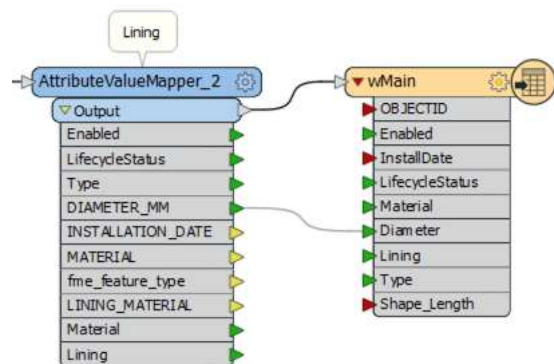 Lining
AttributeValueMapper_2
Output
Enabled
LifecycleStatus
Type
DIAMETER_MM
INSTALLATION_DATE
MATERIAL
fme_feature_type
LINING_MATERIAL
Material
Lining
wMain
OBJECTID
Enabled
InstallDate
LifecycleStatus
Material
Diameter
Lining
Type
Shape_Length